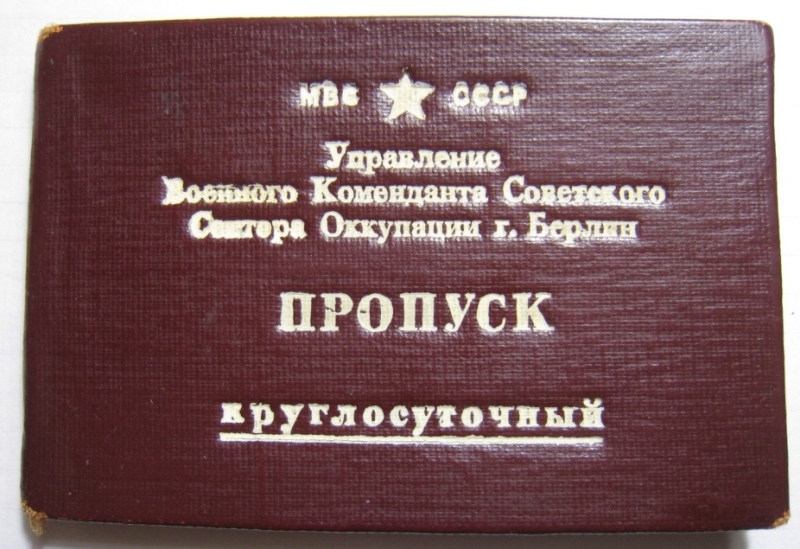 МВС ★ СССР
Управление
Военного Коменданта Советского
Сектора Оккупации г. Берлин
ПРОПУСК
круглосуточный